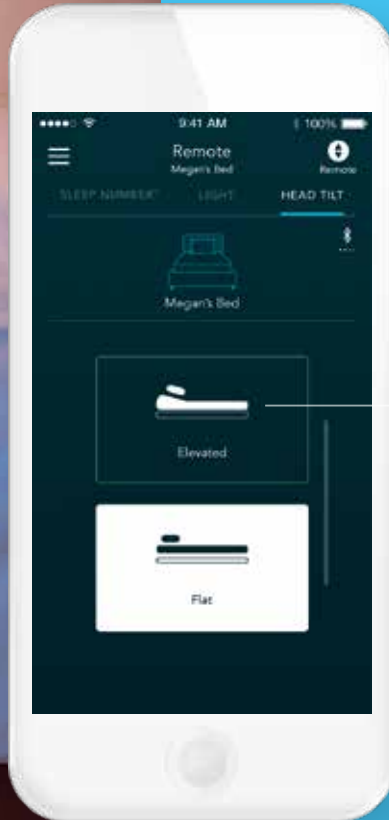 9:41 AM 100%
Remote
Megan's Bed
Remote
SLEEP NUMBER® LIGHT HEAD TILT
Megan's Bed
Elevated
Flat